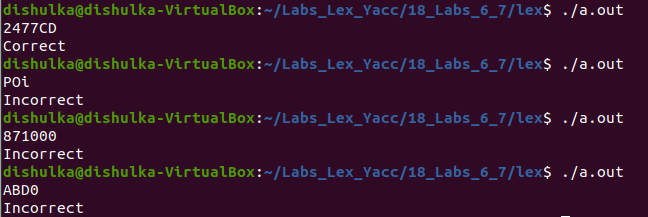 dishulka@dishulka-VirtualBox:~/Labs_Lex_Yacc/18_Labs_6_7/lex$ ./a.out
2477CD
Correct
dishulka@dishulka-VirtualBox:~/Labs_Lex_Yacc/18_Labs_6_7/lex$ ./a.out
POi
Incorrect
dishulka@dishulka-VirtualBox:~/Labs_Lex_Yacc/18_Labs_6_7/lex$ ./a.out
871000
Incorrect
dishulka@dishulka-VirtualBox:~/Labs_Lex_Yacc/18_Labs_6_7/lex$ ./a.out
ABD0
Incorrect